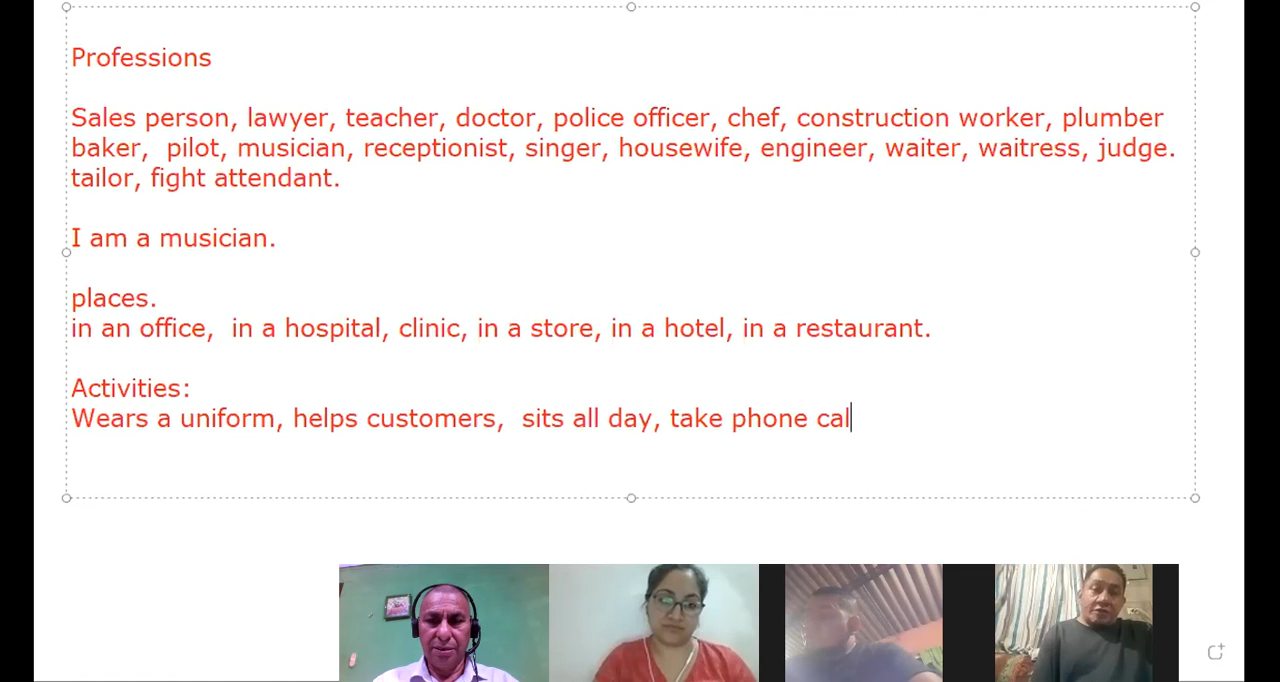 Professions
Sales person, lawyer, teacher, doctor, police officer, chef, construction worker, plumber
baker,  pilot, musician, receptionist, singer, housewife, engineer, waiter, waitress, judge.
tailor, fight attendant.
I am a musician.
places.
in an office,  in a hospital, clinic, in a store, in a hotel, in a restaurant.
Activities:
Wears a uniform, helps customers,  sits all day, take phone cal